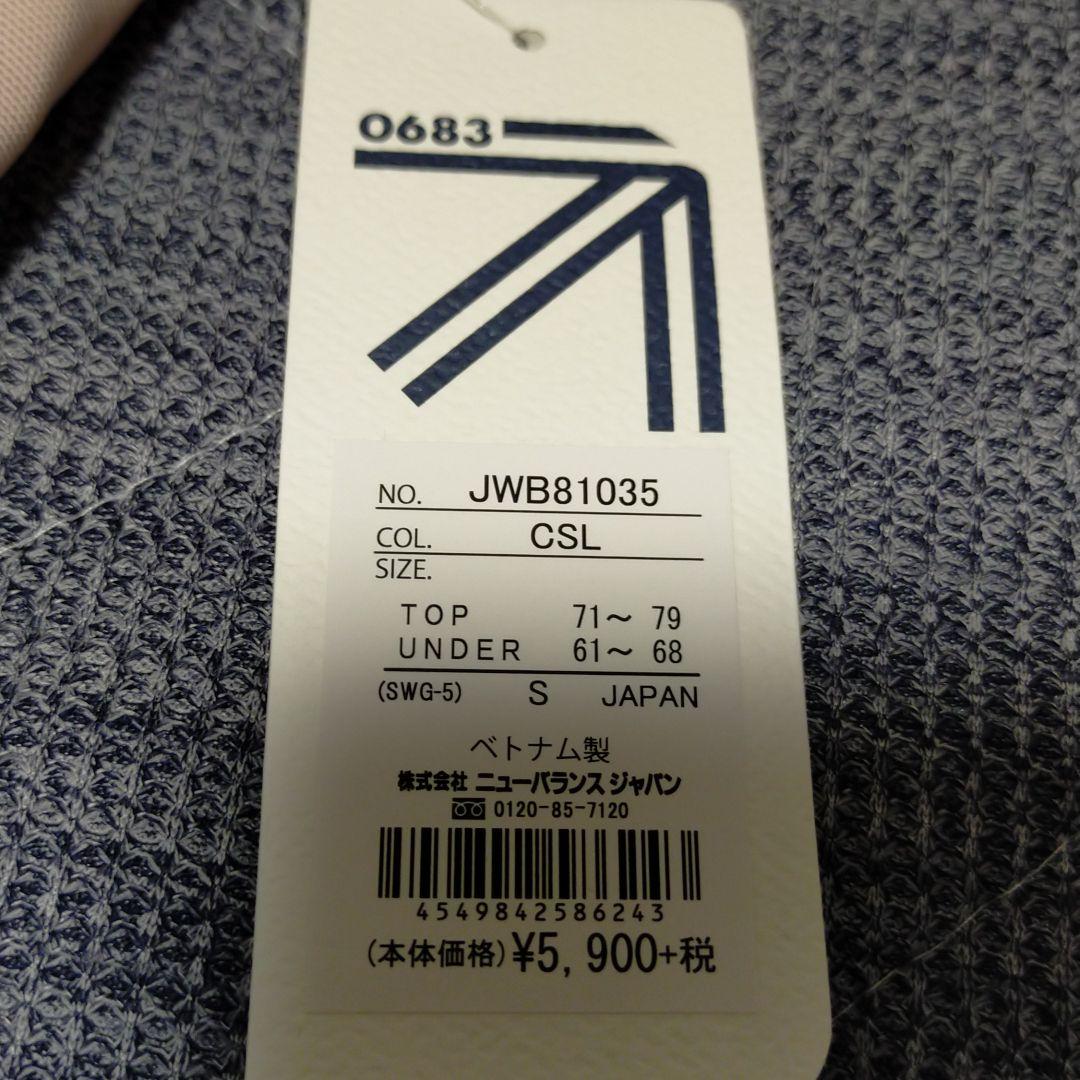 0683
NO. JWB81035
COL. CSL
SIZE.
TOP 71～ 79
UNDER 61～ 68
(SWG-5) S JAPAN
ベトナム製
株式会社 ニューバランス ジャパン
0120-85-7120
4549842586243
(本体価格)¥5,900+税